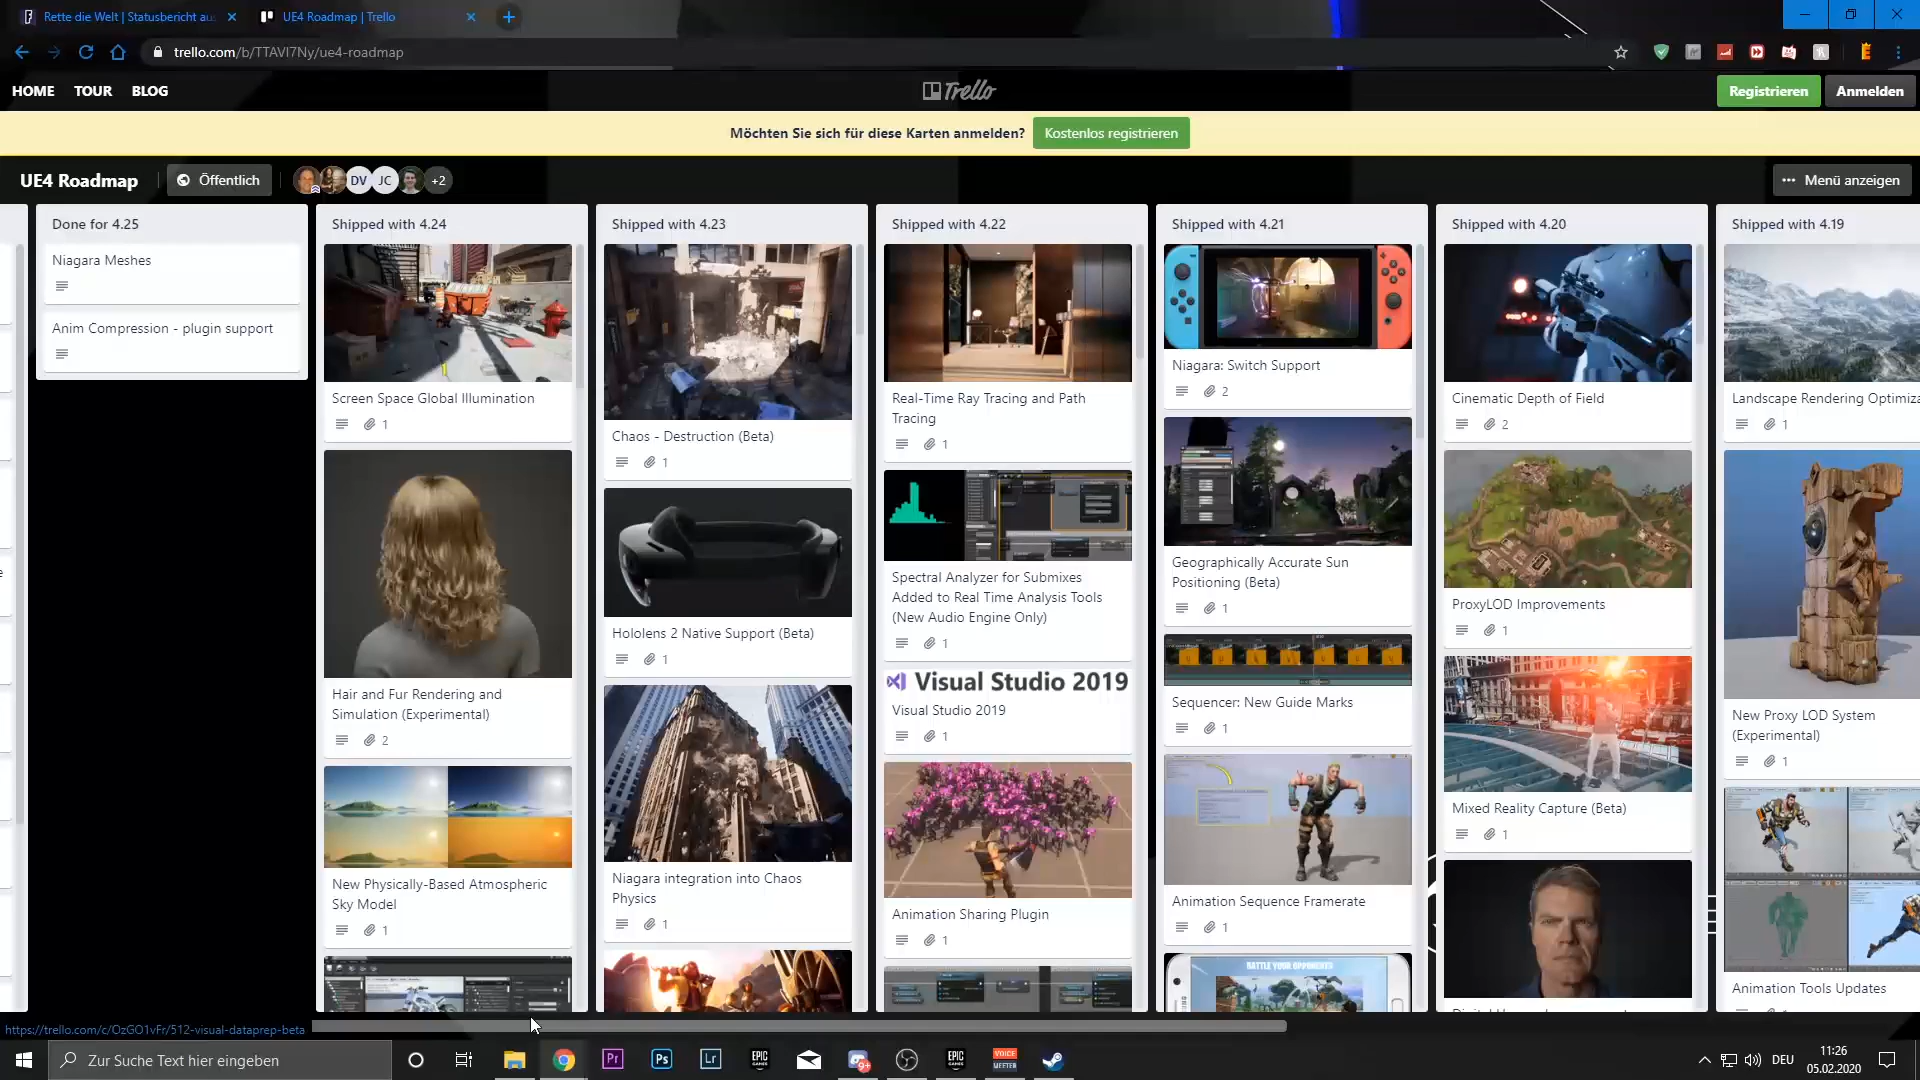 Rette die Welt | Statusbericht au
UE4 Roadmap | Trello
trello.com/b/TTAVI7Ny/ue4-roadmap
HOME
TOUR
BLOG
Trello
Registrieren
Anmelden
Möchten Sie sich für diese Karten anmelden?
Kostenlos registrieren
UE4 Roadmap
Öffentlich
DV
JC
+2
Menü anzeigen
Done for 4.25
Niagara Meshes
Anim Compression - plugin support
Shipped with 4.24
Screen Space Global Illumination
1
Hair and Fur Rendering and
Simulation (Experimental)
2
New Physically-Based Atmospheric
Sky Model
1
Shipped with 4.23
Chaos - Destruction (Beta)
1
Hololens 2 Native Support (Beta)
1
Niagara integration into Chaos
Physics
1
Shipped with 4.22
Real-Time Ray Tracing and Path
Tracing
1
Spectral Analyzer for Submixes
Added to Real Time Analysis Tools
(New Audio Engine Only)
1
Visual Studio 2019
Visual Studio 2019
1
Animation Sharing Plugin
1
Shipped with 4.21
Niagara: Switch Support
2
Geographically Accurate Sun
Positioning (Beta)
1
Sequencer: New Guide Marks
1
Animation Sequence Framerate
1
BATTLE YOUR OPPONENTS
Shipped with 4.20
Cinematic Depth of Field
2
ProxyLOD Improvements
1
Mixed Reality Capture (Beta)
1
Shipped with 4.19
Landscape Rendering Optimiza
1
New Proxy LOD System
(Experimental)
1
Animation Tools Updates
https://trello.com/c/OzGO1vFr/512-visual-dataprep-beta
Zur Suche Text hier eingeben
Pr
Ps
Lr
EPIC
GAMES
9+
EPIC
GAMES
VOICE
MEETER
DEU
11:26
05.02.2020